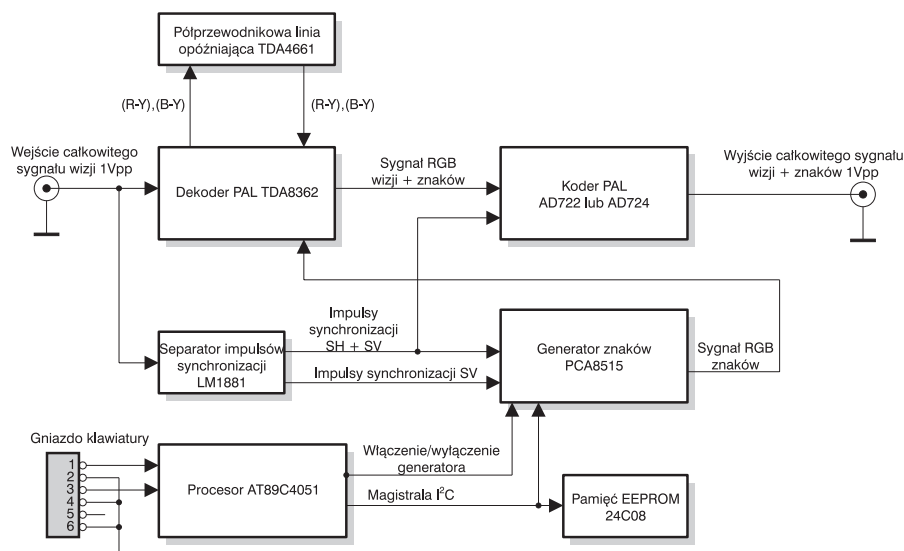 Półprzewodnikowa linia
opóźniająca TDA4661
(R-Y),(B-Y)
(R-Y),(B-Y)
Wejście całkowitego
sygnału wizji 1Vpp
Dekoder PAL TDA8362
Sygnał RGB
wizji + znaków
Koder PAL
AD722 lub AD724
Wyjście całkowitego sygnału
wizji + znaków 1Vpp
Separator impulsów
synchronizacji
LM1881
Impulsy
synchronizacji
SH + SV
Impulsy synchronizacji SV
Generator znaków
PCA8515
Sygnał RGB
znaków
Gniazdo klawiatury
1
2
3
4
5
6
Procesor AT89C4051
Włączenie/wyłączenie
generatora
Magistrala I²C
Pamięć EEPROM
24C08